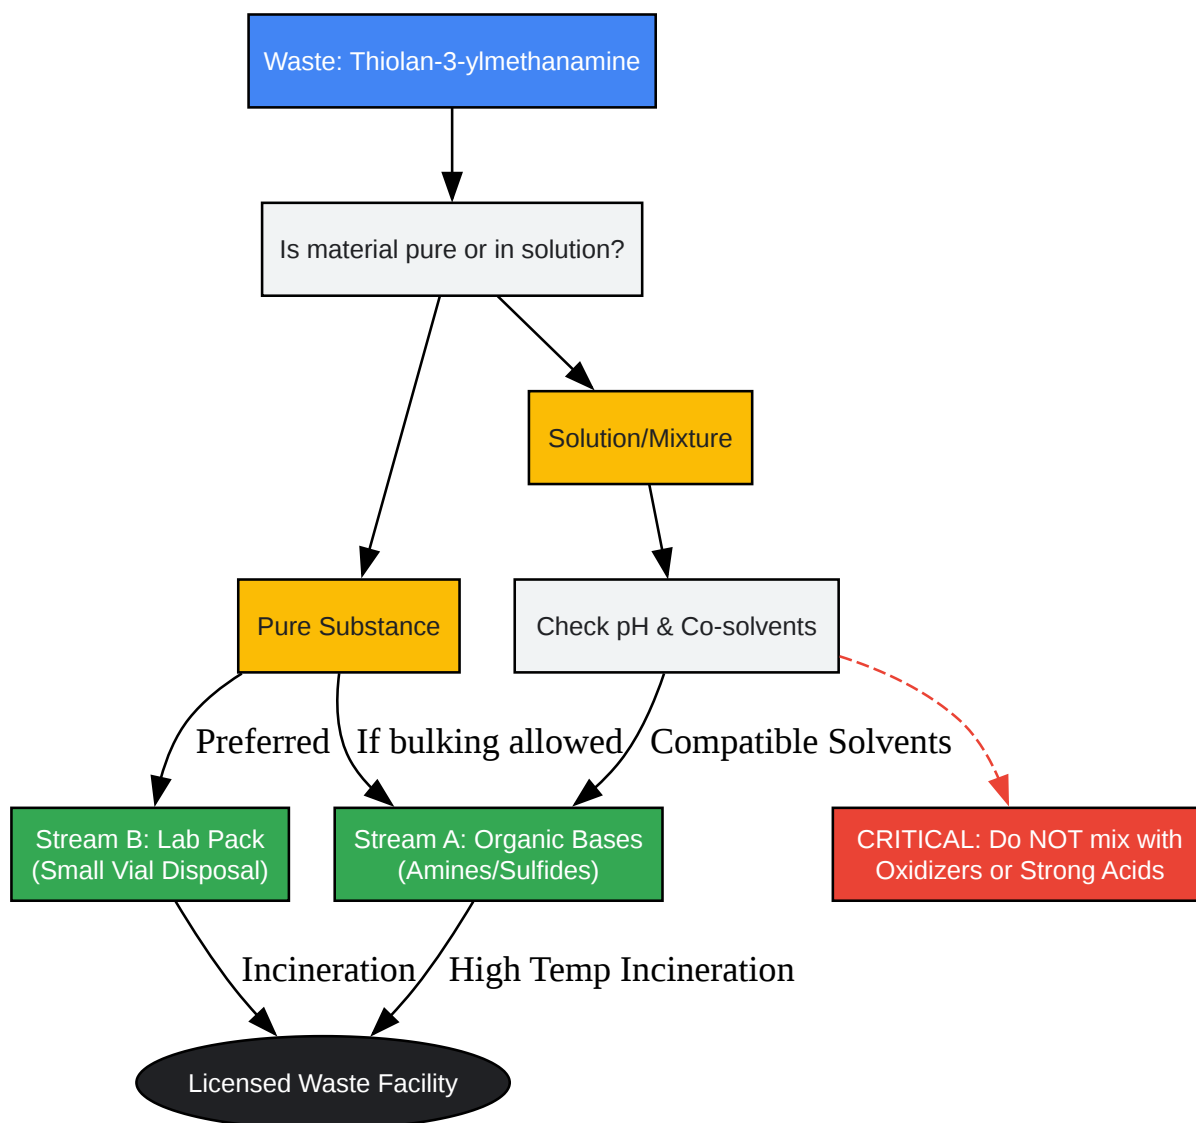 Waste: Thiolan-3-ylmethanamine
Is material pure or in solution?
Solution/Mixture
Pure Substance
Check pH & Co-solvents
Preferred
If bulking allowed
Compatible Solvents
Stream B: Lab Pack
(Small Vial Disposal)
Stream A: Organic Bases
(Amines/Sulfides)
CRITICAL: Do NOT mix with
Oxidizers or Strong Acids
Incineration
High Temp Incineration
Licensed Waste Facility